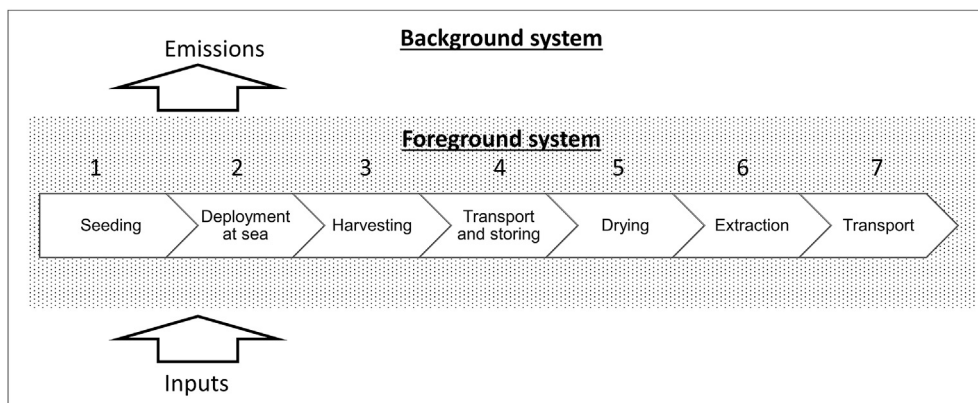 Emissions
Background system
Foreground system
1 2 3 4 5 6 7
Seeding
Deployment
at sea
Harvesting
Transport
and storing
Drying
Extraction
Transport
Inputs